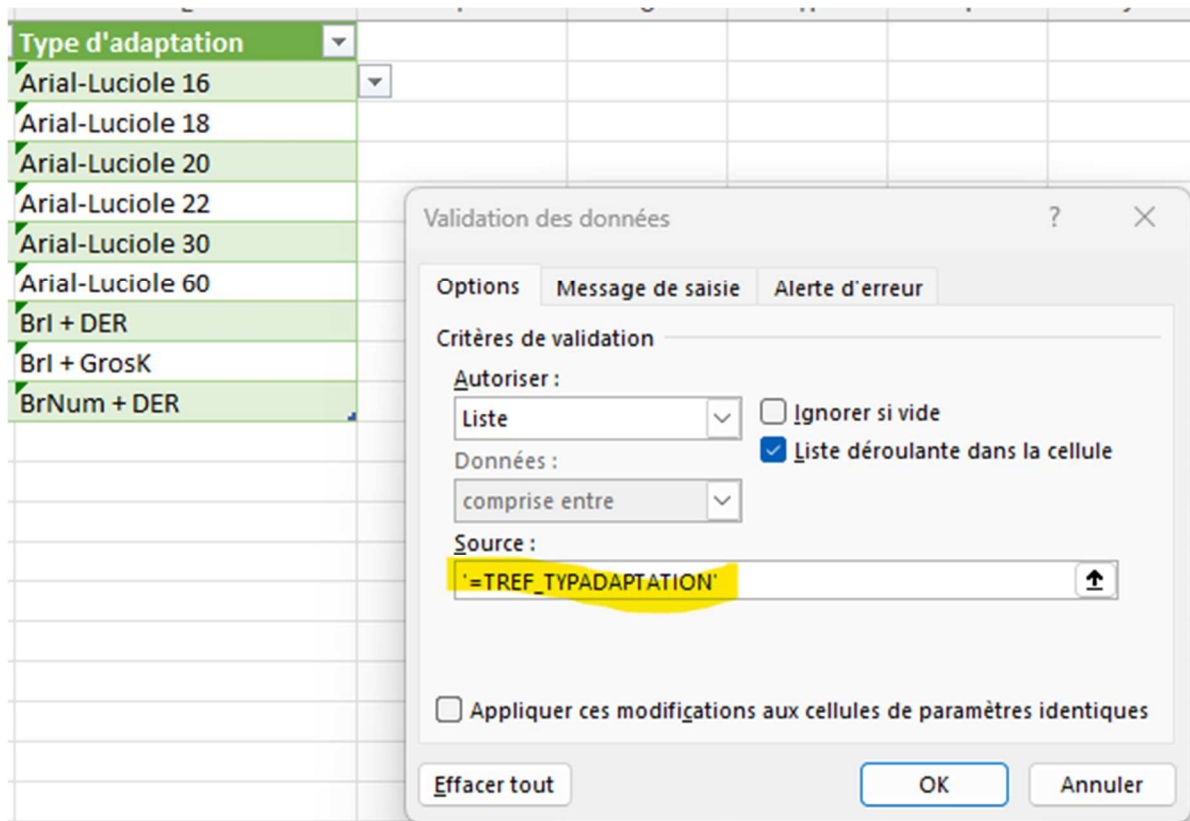 Type d'adaptation
Arial-Luciole 16
Arial-Luciole 18
Arial-Luciole 20
Arial-Luciole 22
Arial-Luciole 30
Arial-Luciole 60
BrI + DER
BrI + GrosK
BrNum + DER
Validation des données
Options Message de saisie Alerte d'erreur
Critères de validation
Autoriser :
Liste
Ignorer si vide
Liste déroulante dans la cellule
Données :
comprise entre
Source :
'=TREF_TYPADAPTATION'
Appliquer ces modifications aux cellules de paramètres identiques
Effacer tout OK Annuler